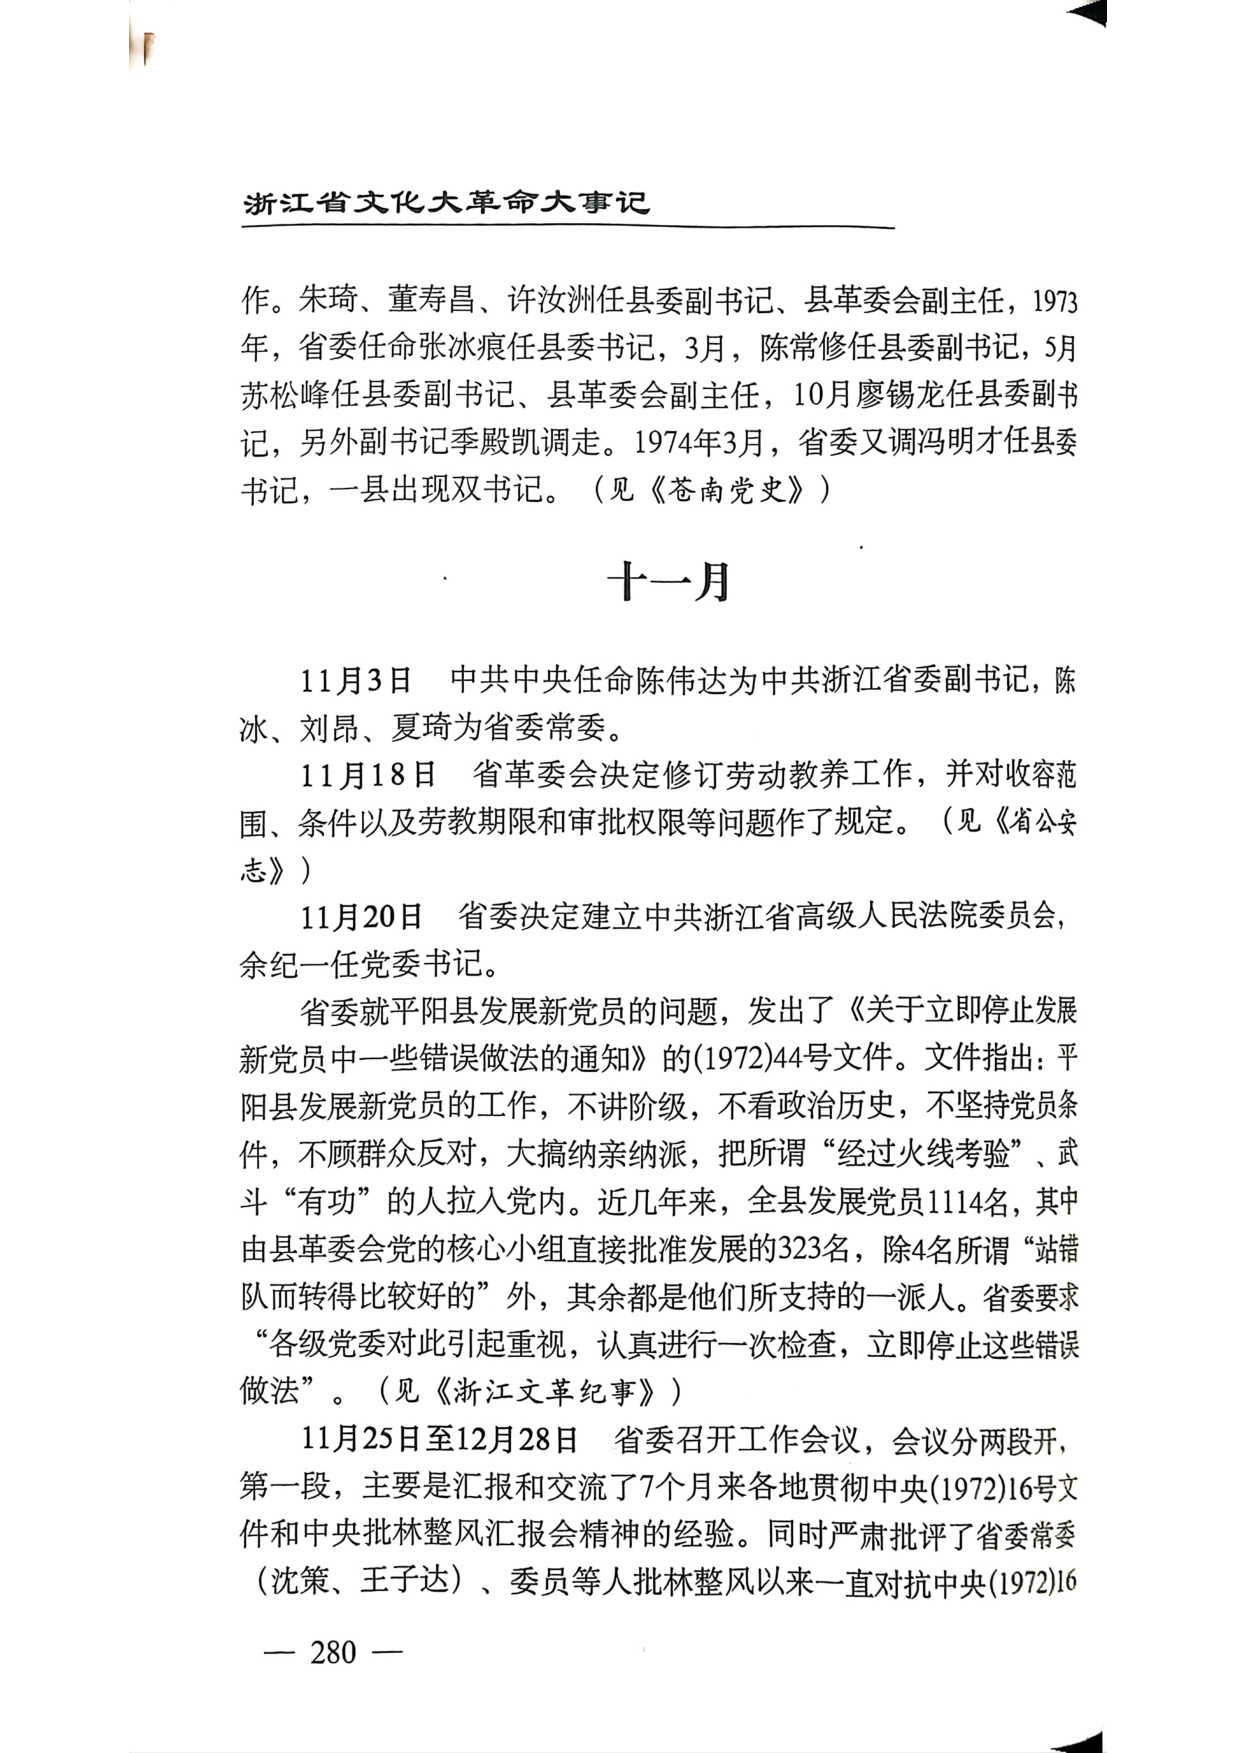 浙江省文化大革命大事记
作。朱琦、董寿昌、许汝洲任县委副书记、县革委会副主任，1973
年，省委任命张冰痕任县委书记，3月，陈常修任县委副书记，5月
苏松峰任县委副书记、县革委会副主任，10月廖锡龙任县委副书
记，另外副书记季殿凯调走。1974年3月，省委又调冯明才任县委
书记，一县出现双书记。（见《苍南党史》）
十一月
11月3日　中共中央任命陈伟达为中共浙江省委副书记，陈
冰、刘昂、夏琦为省委常委。
11月18日　省革委会决定修订劳动教养工作，并对收容范
围、条件以及劳教期限和审批权限等问题作了规定。（见《省公安
志》）
11月20日　省委决定建立中共浙江省高级人民法院委员会，
余纪一任党委书记。
省委就平阳县发展新党员的问题，发出了《关于立即停止发展
新党员中一些错误做法的通知》的(1972)44号文件。文件指出：平
阳县发展新党员的工作，不讲阶级，不看政治历史，不坚持党员条
件，不顾群众反对，大搞纳亲纳派，把所谓“经过火线考验”、武
斗“有功”的人拉入党内。近几年来，全县发展党员1114名，其中
由县革委会党的核心小组直接批准发展的323名，除4名所谓“站错
队而转得比较好的”外，其余都是他们所支持的一派人。省委要求
“各级党委对此引起重视，认真进行一次检查，立即停止这些错误
做法”。（见《浙江文革纪事》）
11月25日至12月28日　省委召开工作会议，会议分两段开，
第一段，主要是汇报和交流了7个月来各地贯彻中央(1972)16号文
件和中央批林整风汇报会精神的经验。同时严肃批评了省委常委
（沈策、王子达）、委员等人批林整风以来一直对抗中央(1972)16
— 280 —